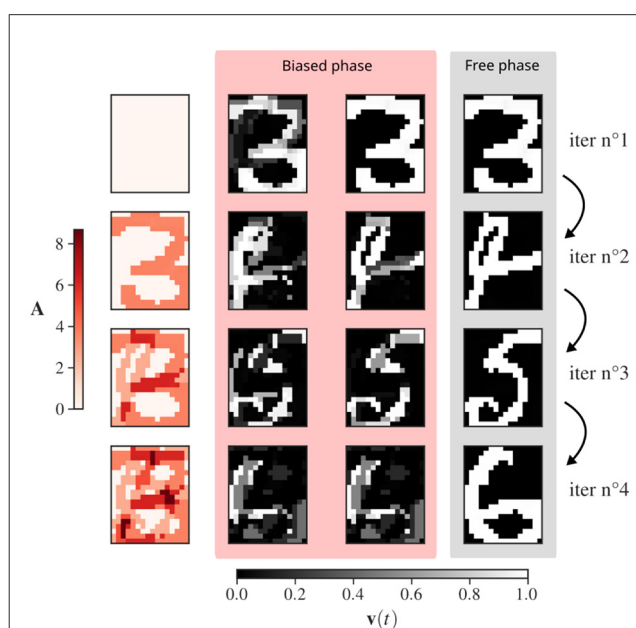 Biased phase
Free phase
iter n°1
iter n°2
iter n°3
iter n°4
A
8
6
4
2
0
0.0 0.2 0.4 0.6 0.8 1.0
v(t)